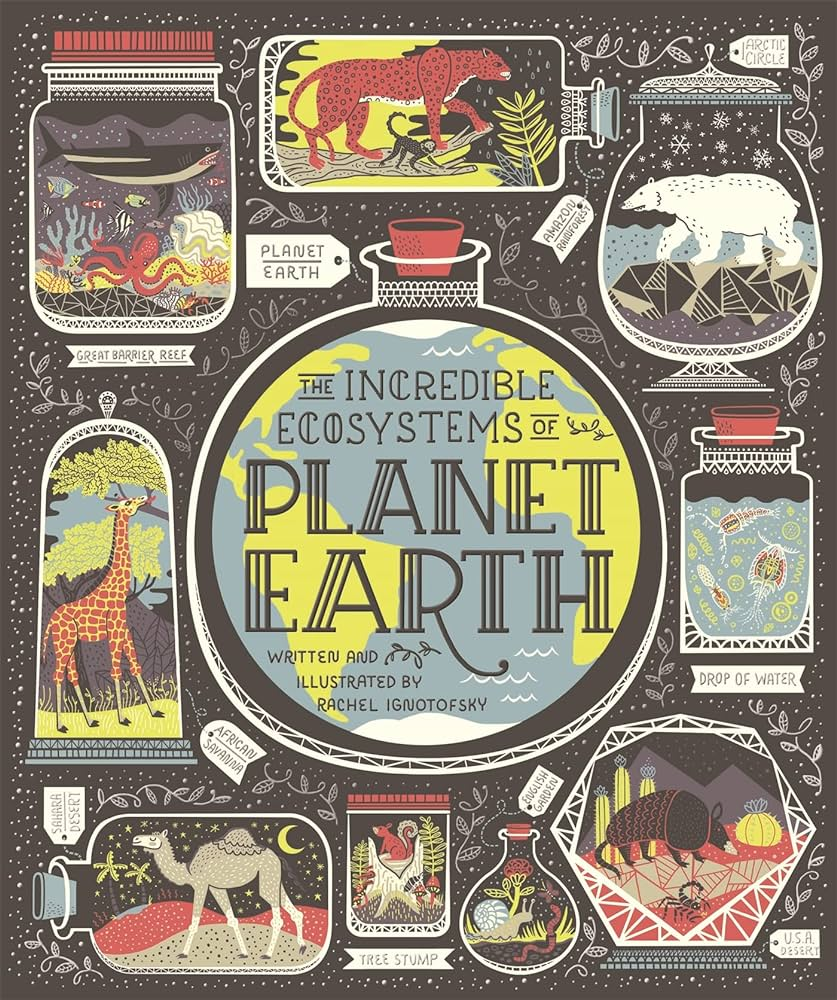 ARCTIC
CIRCLE
AMAZON
RAINFOREST
PLANET
EARTH
GREAT BARRIER REEF
THE INCREDIBLE
ECOSYSTEMS OF
PLANET
EARTH
WRITTEN AND
ILLUSTRATED BY
RACHEL IGNOTOFSKY
DROP OF WATER
AFRICAN
SAVANNA
SAHARA
DESERT
ENGLISH
GARDEN
TREE STUMP
U.S.A.
DESERT